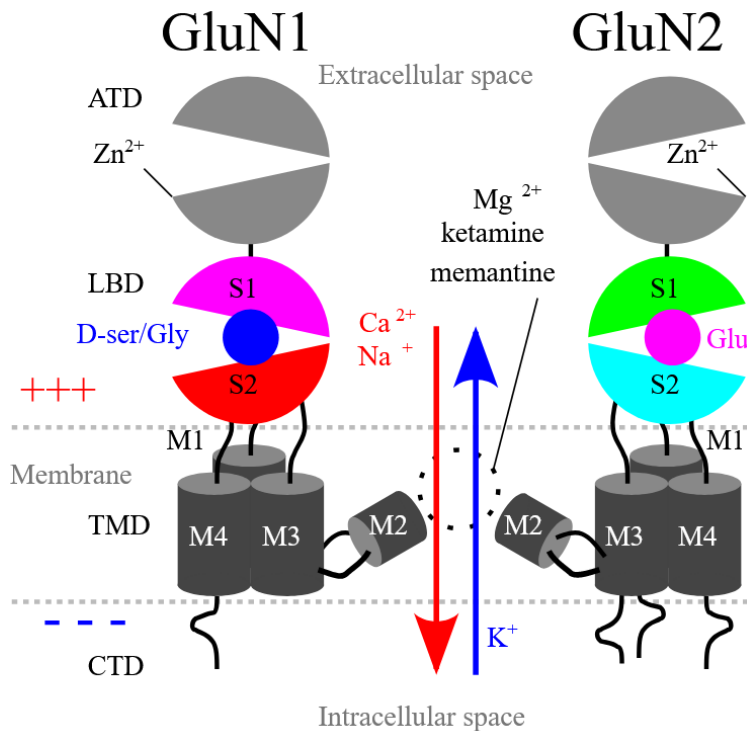 GluN1
GluN2
Extracellular space
ATD
Zn²⁺
Zn²⁺
Mg ²⁺
ketamine
memantine
LBD
S1
S1
D-ser/Gly
Ca ²⁺
Na ⁺
Glu
S2
S2
+++
M1
M1
Membrane
TMD
M4
M3
M2
M2
M3
M4
- - - -
K⁺
CTD
Intracellular space